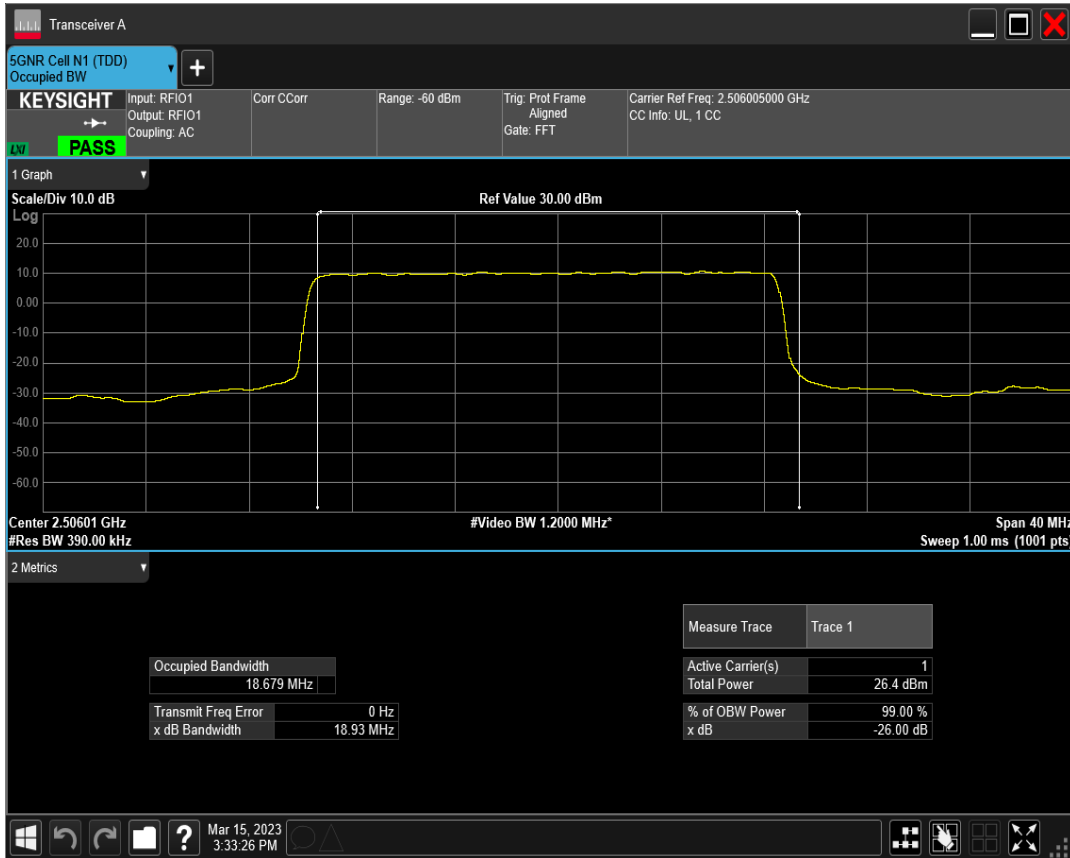 Transceiver A
5GNR Cell N1 (TDD)
Occupied BW
+
KEYSIGHT
LXI
PASS
Input: RFIO1
Output: RFIO1
Coupling: AC
Corr CCorr
Range: -60 dBm
Trig: Prot Frame
Aligned
Gate: FFT
Carrier Ref Freq: 2.506005000 GHz
CC Info: UL, 1 CC
1 Graph
Scale/Div 10.0 dB
Ref Value 30.00 dBm
Log
20.0
10.0
0.00
-10.0
-20.0
-30.0
-40.0
-50.0
-60.0
Center 2.50601 GHz
#Video BW 1.2000 MHz*
Span 40 MHz
#Res BW 390.00 kHz
Sweep 1.00 ms (1001 pts)
2 Metrics
Measure Trace
Trace 1
Occupied Bandwidth
18.679 MHz
Active Carrier(s)
1
Total Power
26.4 dBm
Transmit Freq Error
0 Hz
x dB Bandwidth
18.93 MHz
% of OBW Power
99.00 %
x dB
-26.00 dB
?
Mar 15, 2023
3:33:26 PM